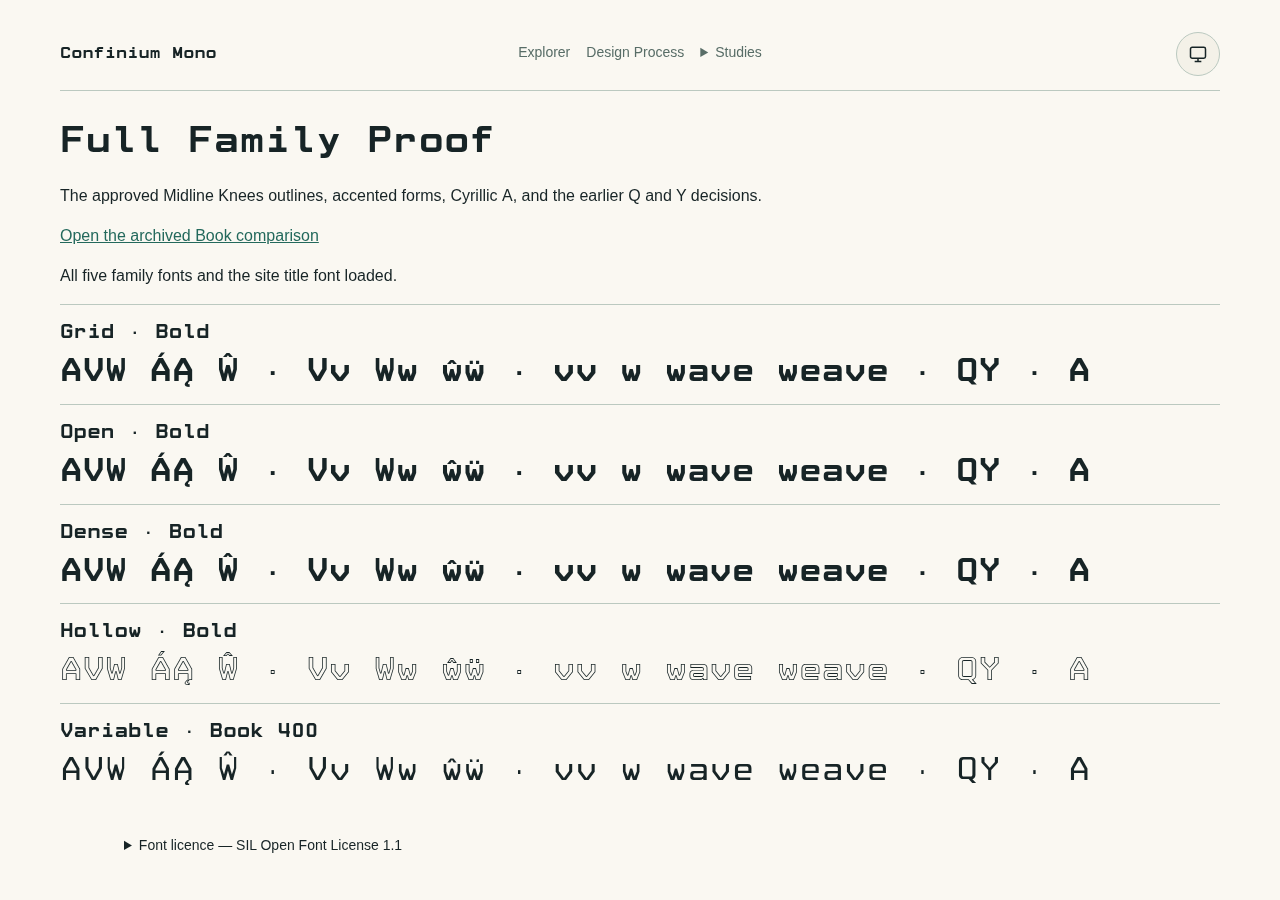 Confinium Mono
Explorer Design Process ▶ Studies
Full Family Proof
The approved Midline Knees outlines, accented forms, Cyrillic А, and the earlier Q and Y decisions.
Open the archived Book comparison
All five family fonts and the site title font loaded.
Grid · Bold
AVW ÁĄ Ŵ · Vv Ww ŵẅ · vv w wave weave · QY · А
Open · Bold
AVW ÁĄ Ŵ · Vv Ww ŵẅ · vv w wave weave · QY · А
Dense · Bold
AVW ÁĄ Ŵ · Vv Ww ŵẅ · vv w wave weave · QY · А
Hollow · Bold
AVW ÁĄ Ŵ · Vv Ww ŵẅ · vv w wave weave · QY · А
Variable · Book 400
AVW ÁĄ Ŵ · Vv Ww ŵẅ · vv w wave weave · QY · А
▶ Font licence — SIL Open Font License 1.1